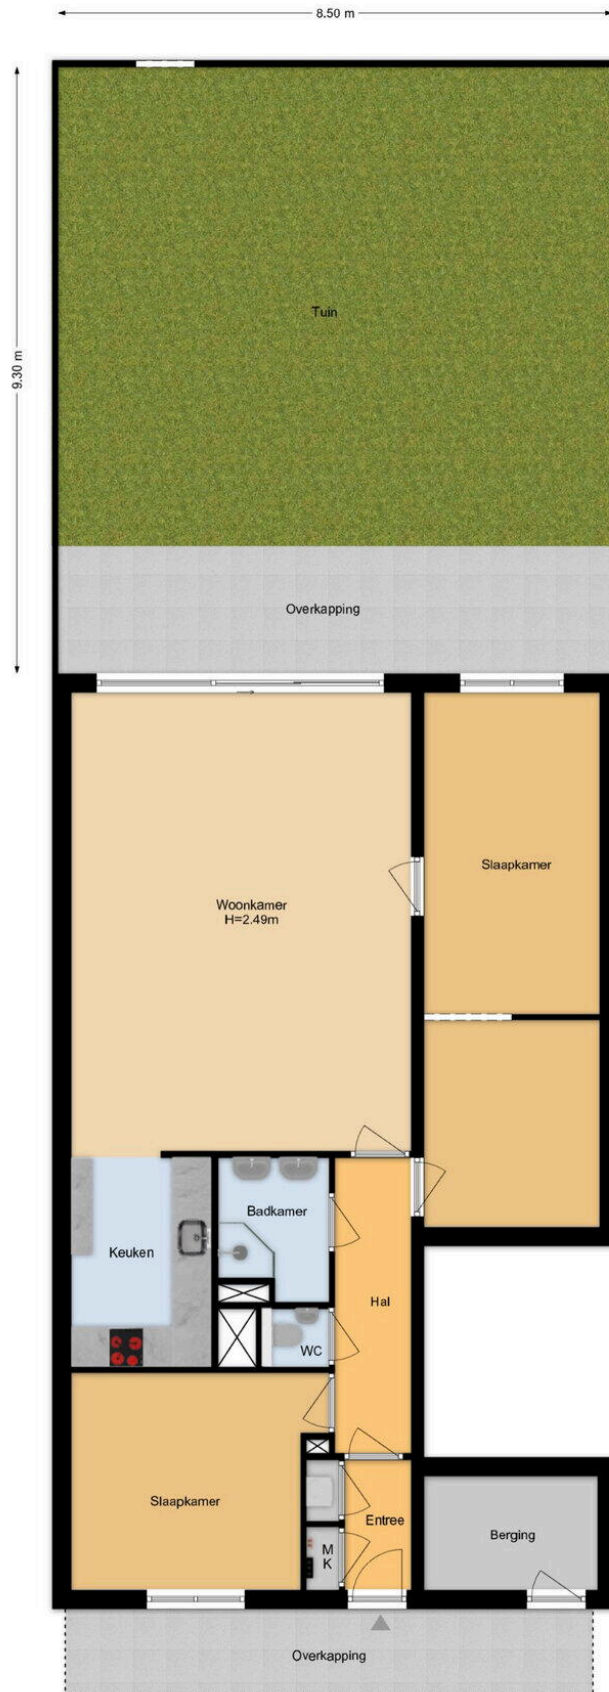 8.50 m
9.30 m
Tuin
Overkapping
Slaapkamer
Woonkamer
H=2.49m
Badkamer
Keuken
Hal
WC
Slaapkamer
Entree
Berging
M
K
Overkapping